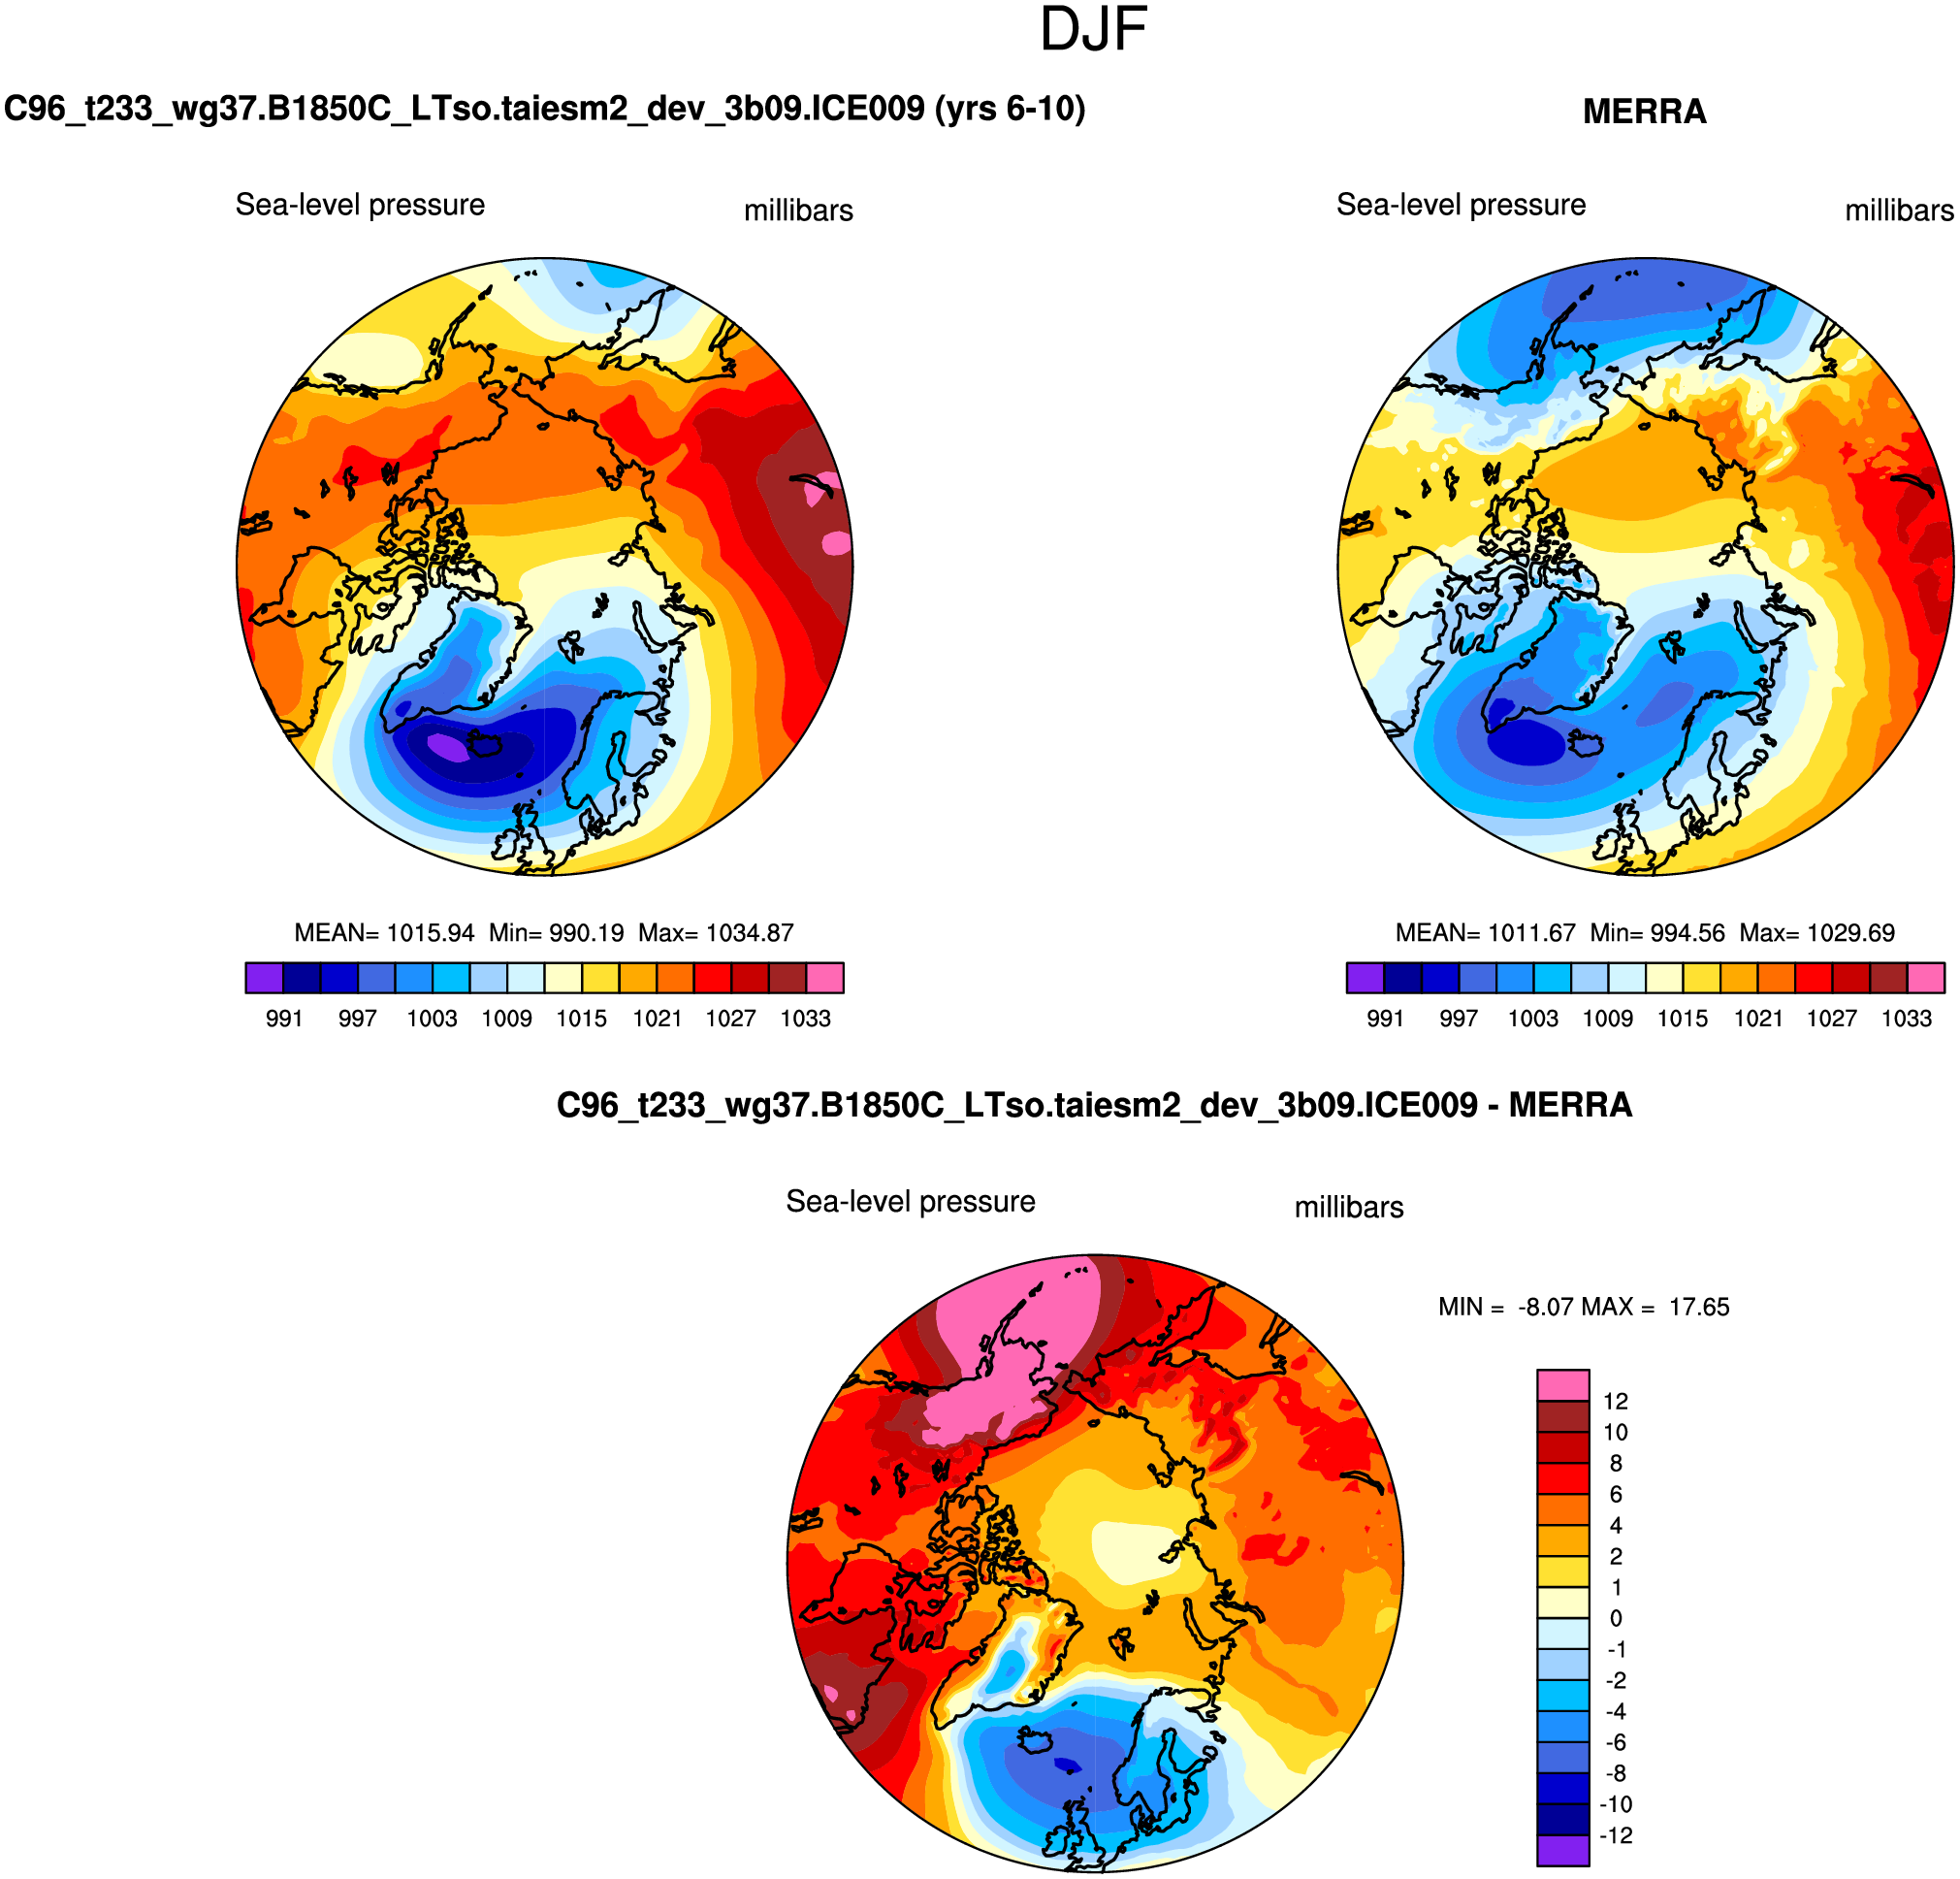 DJF
C96_t233_wg37.B1850C_LTso.taiesm2_dev_3b09.ICE009 (yrs 6-10)
MERRA
Sea-level pressure millibars
Sea-level pressure millibars
MEAN= 1015.94 Min= 990.19 Max= 1034.87
MEAN= 1011.67 Min= 994.56 Max= 1029.69
991 997 1003 1009 1015 1021 1027 1033
991 997 1003 1009 1015 1021 1027 1033
C96_t233_wg37.B1850C_LTso.taiesm2_dev_3b09.ICE009 - MERRA
Sea-level pressure millibars
MIN = -8.07 MAX = 17.65
12
10
8
6
4
2
1
0
-1
-2
-4
-6
-8
-10
-12